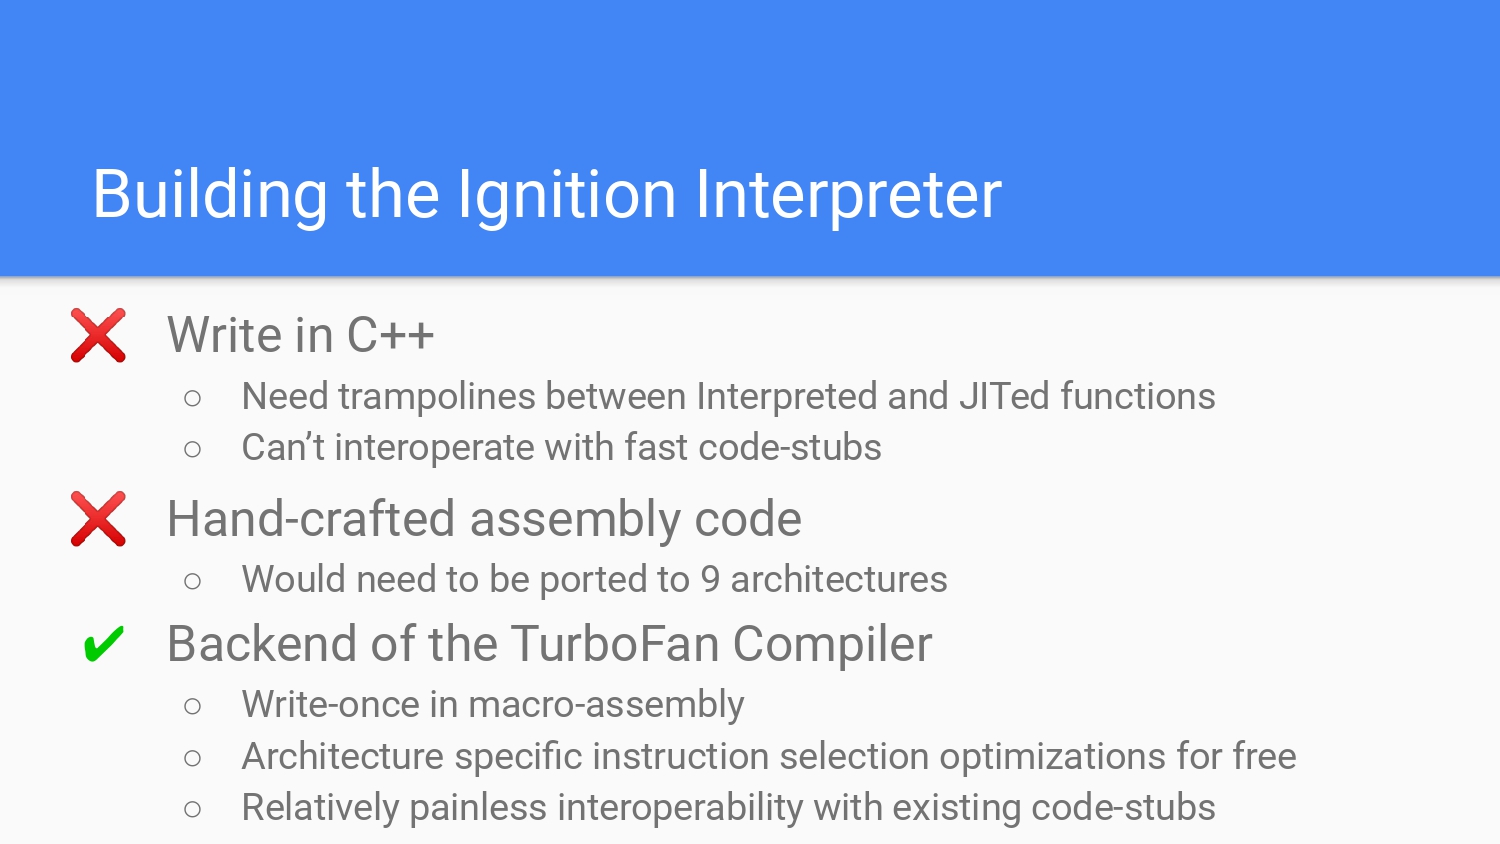 Building the Ignition Interpreter
❌ Write in C++
○ Need trampolines between Interpreted and JITed functions
○ Can’t interoperate with fast code-stubs
❌ Hand-crafted assembly code
○ Would need to be ported to 9 architectures
✔ Backend of the TurboFan Compiler
○ Write-once in macro-assembly
○ Architecture specific instruction selection optimizations for free
○ Relatively painless interoperability with existing code-stubs